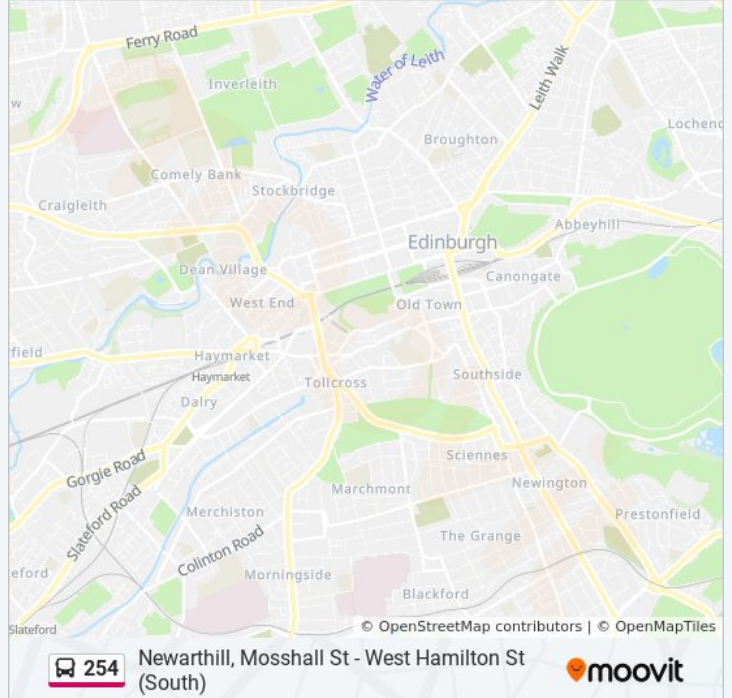 Ferry Road
Water of Leith
Leith Walk
Inverleith
w
Broughton
Lochend
Comely Bank
Stockbridge
Craigleith
Abbeyhill
Edinburgh
Dean Village
Canongate
West End
Old Town
field
Haymarket
Haymarket
Tollcross
Southside
Dalry
Sciennes
Gorgie Road
Marchmont
Newington
Slateford Road
Merchiston
Prestonfield
Colinton Road
The Grange
eford
Morningside
Blackford
Slateford
© OpenStreetMap contributors | © OpenMapTiles
254
Newarthill, Mosshall St - West Hamilton St
(South)
moovit